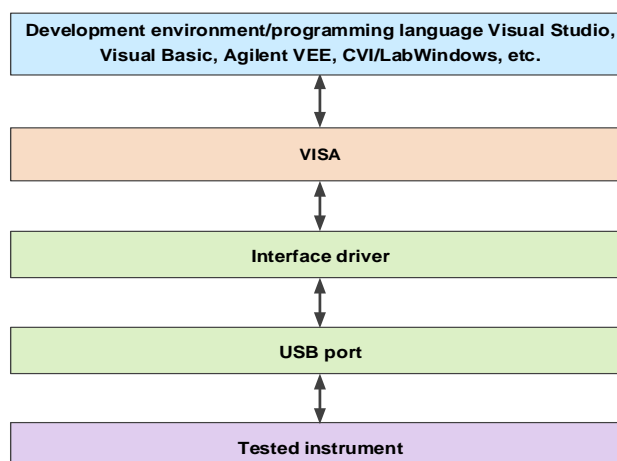 Development environment/programming language Visual Studio,
Visual Basic, Agilent VEE, CVI/LabWindows, etc.
VISA
Interface driver
USB port
Tested instrument